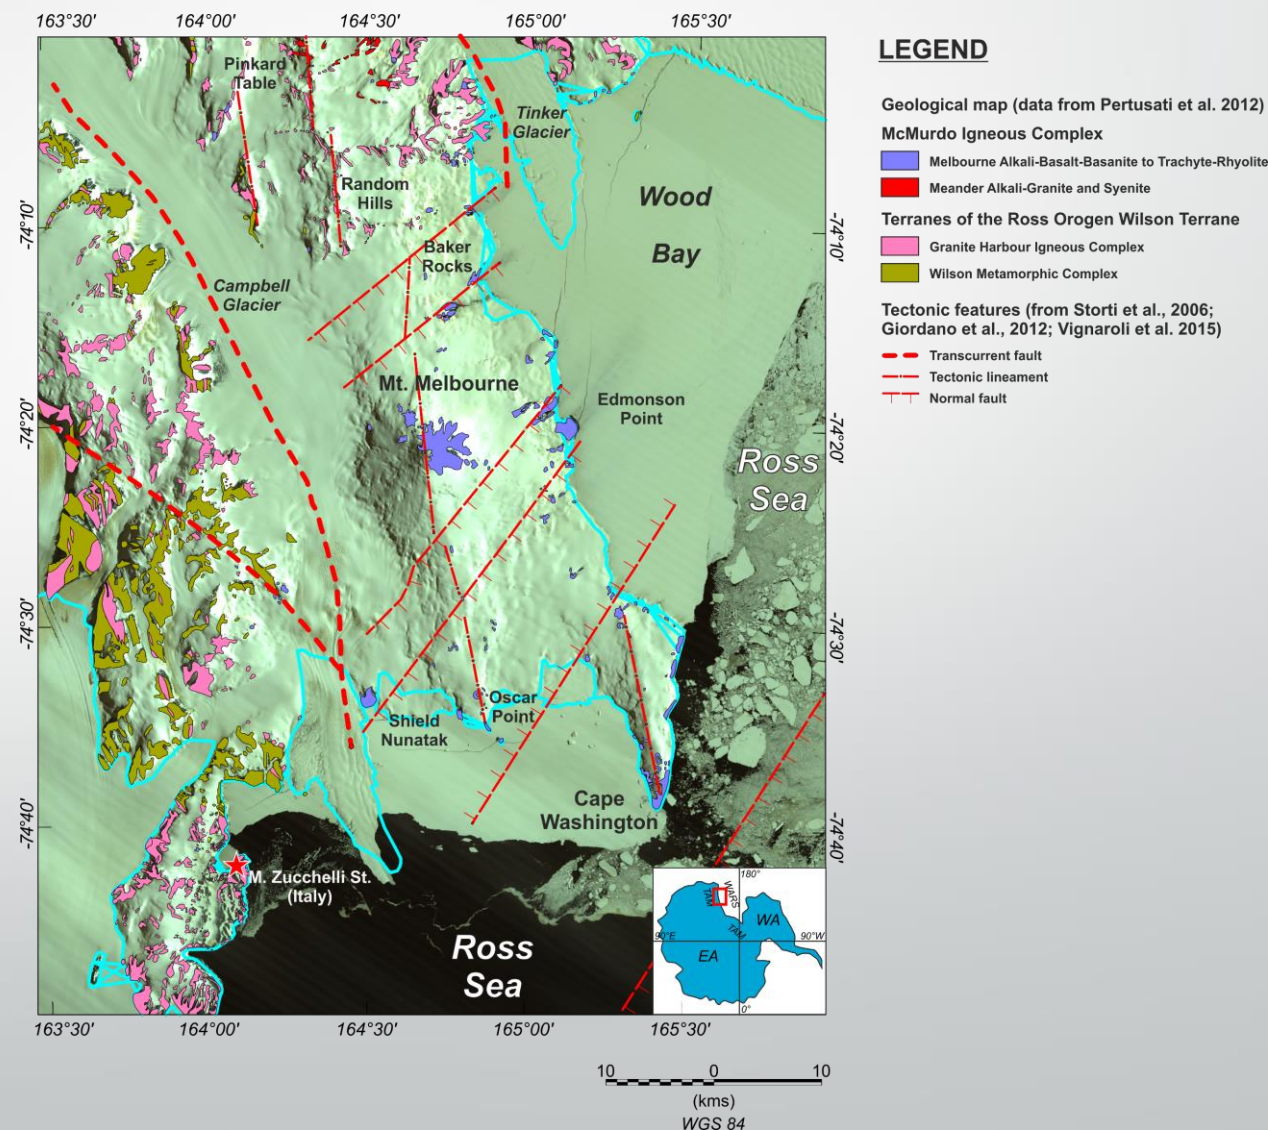 163°30' 164°00' 164°30' 165°00' 165°30'
LEGEND
Geological map (data from Pertusati et al. 2012)
McMurdo Igneous Complex
Melbourne Alkali-Basalt-Basanite to Trachyte-Rhyolite
Meander Alkali-Granite and Syenite
Terranes of the Ross Orogen Wilson Terrane
Granite Harbour Igneous Complex
Wilson Metamorphic Complex
Tectonic features (from Storti et al., 2006;
Giordano et al., 2012; Vignaroli et al. 2015)
Transcurrent fault
Tectonic lineament
Normal fault
Pinkard
Table
Tinker
Glacier
Random
Hills
Wood
Bay
-74°10'
-74°10'
Baker
Rocks
Campbell
Glacier
Mt. Melbourne
Edmonson
Point
-74°20'
-74°20'
Ross
Sea
-74°30'
-74°30'
Shield
Nunatak
Oscar
Point
Cape
Washington
-74°40'
-74°40'
M. Zucchelli St.
(Italy)
Ross
Sea
180°
TAM
WARS
TAM
WA
90°E
90°W
EA
0°
163°30' 164°00' 164°30' 165°00' 165°30'
10 0 10
(kms)
WGS 84